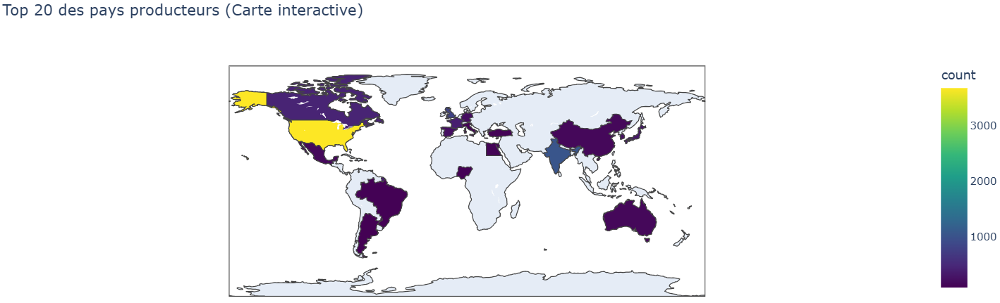 Top 20 des pays producteurs (Carte interactive)
count
3000
2000
1000